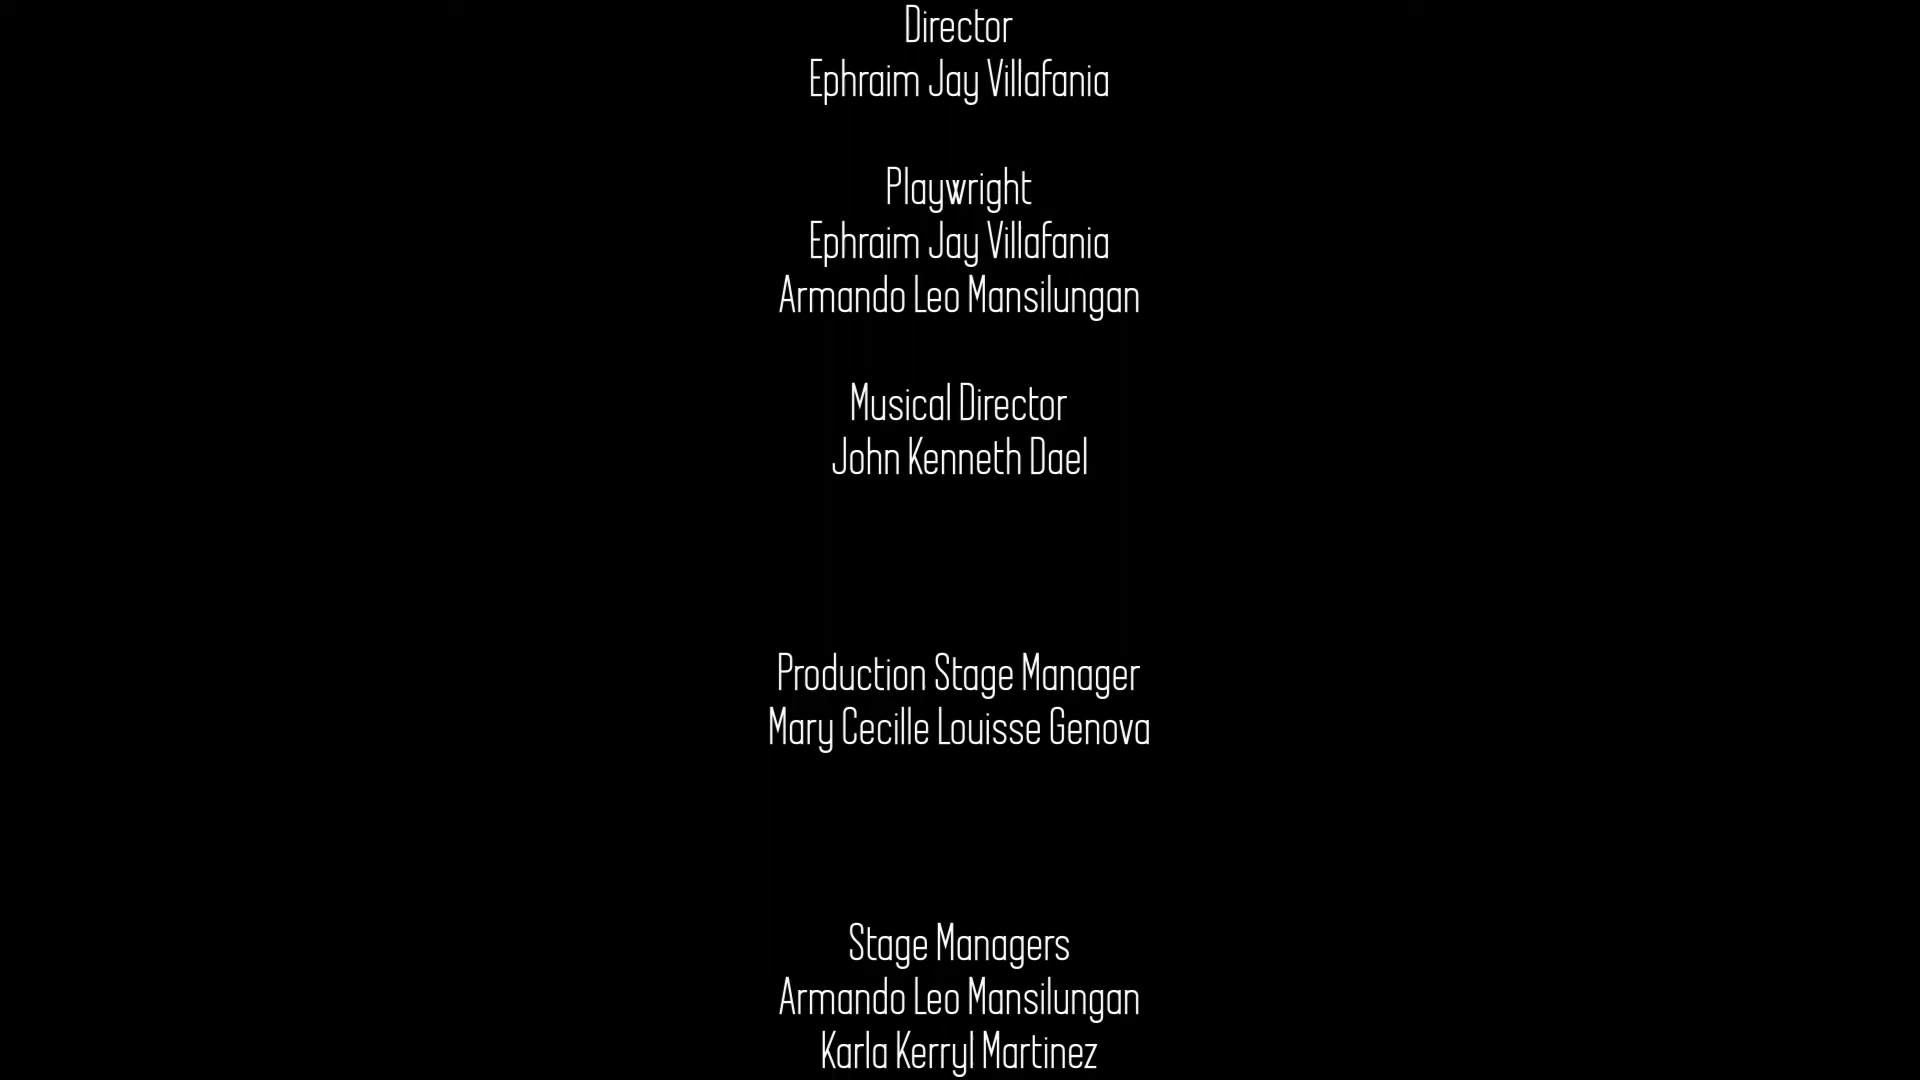 Director
Ephraim Jay Villafania
Playwright
Ephraim Jay Villafania
Armando Leo Mansilungan
Musical Director
John Kenneth Dael
Production Stage Manager
Mary Cecille Louisse Genova
Stage Managers
Armando Leo Mansilungan
Karla Kerryl Martinez